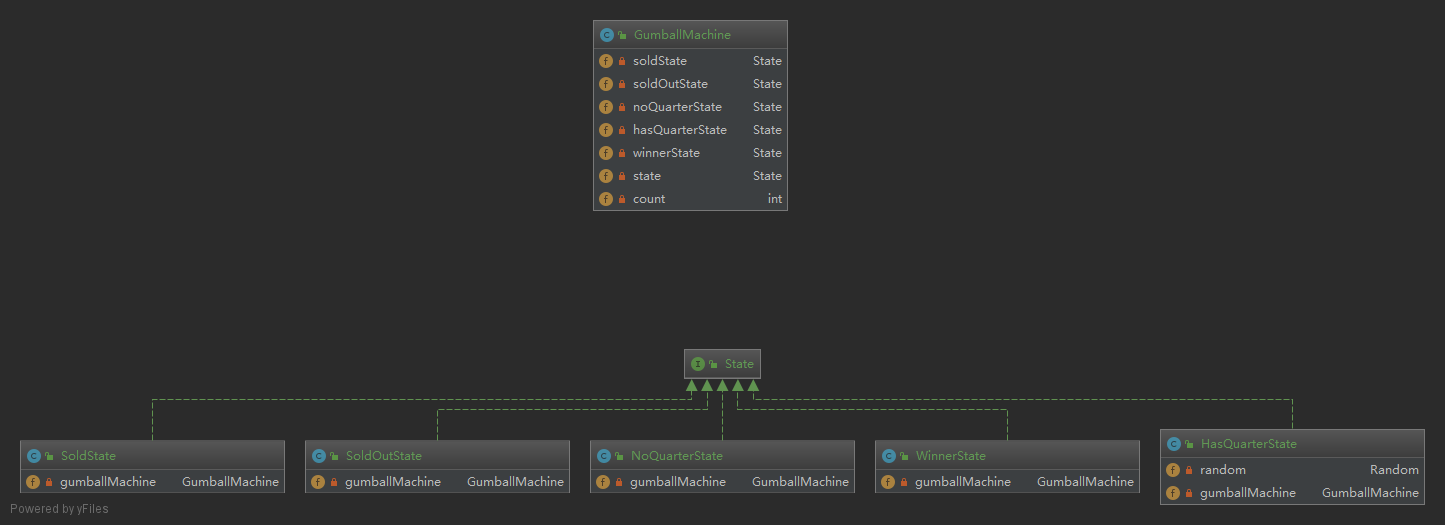 GumballMachine
soldState State
soldOutState State
noQuarterState State
hasQuarterState State
winnerState State
state State
count int
State
SoldState
gumballMachine GumballMachine
SoldOutState
gumballMachine GumballMachine
NoQuarterState
gumballMachine GumballMachine
WinnerState
gumballMachine GumballMachine
HasQuarterState
random Random
gumballMachine GumballMachine
Powered by yFiles